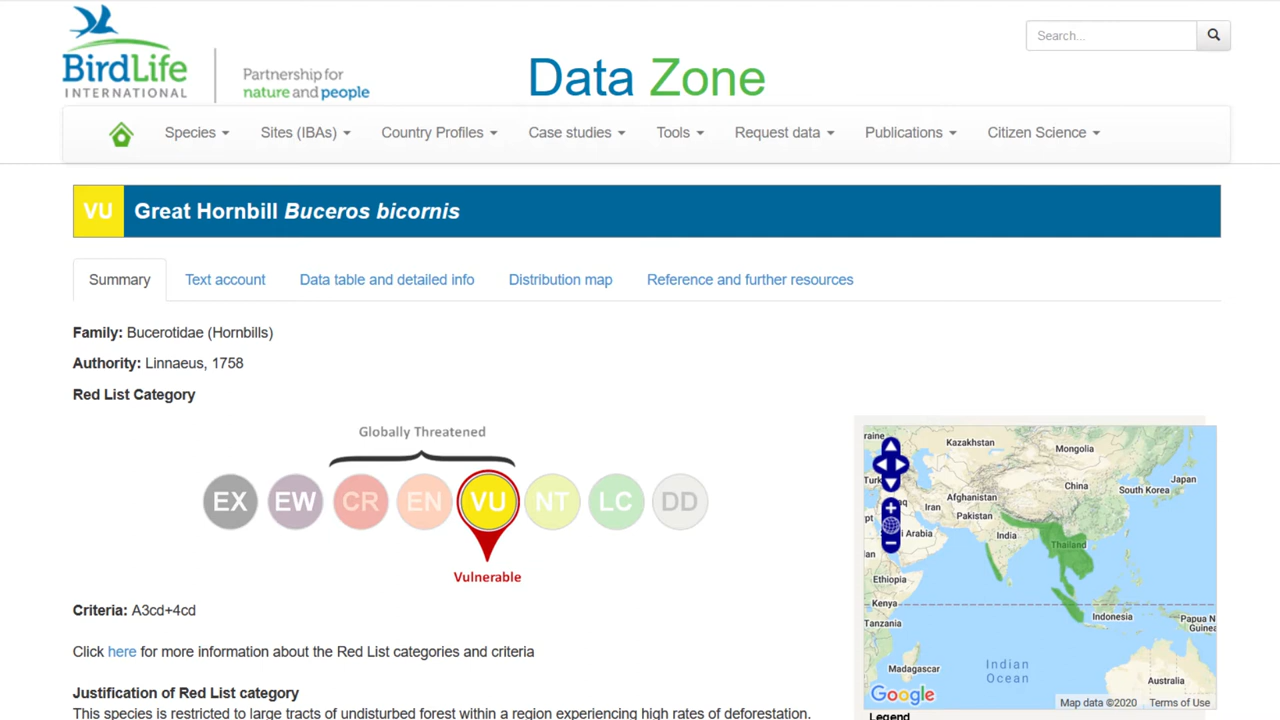 BirdLife
INTERNATIONAL
Partnership for
nature and people
Data Zone
Search...
Species
Sites (IBAs)
Country Profiles
Case studies
Tools
Request data
Publications
Citizen Science
VU Great Hornbill Buceros bicornis
Summary
Text account
Data table and detailed info
Distribution map
Reference and further resources
Family: Bucerotidae (Hornbills)
Authority: Linnaeus, 1758
Red List Category
Globally Threatened
EX EW CR EN VU NT LC DD
Vulnerable
Criteria: A3cd+4cd
Click here for more information about the Red List categories and criteria
Justification of Red List category
This species is restricted to large tracts of undisturbed forest within a region experiencing high rates of deforestation.
raine
Kazakhstan
Mongolia
Turk
Japan
China
South Korea
Afghanistan
Iraq
Iran
Pakistan
Arabia
India
Thailand
Ethiopia
Kenya
Tanzania
Indonesia
Papua N
Guinea
Madagascar
Indian
Ocean
Australia
Google
Map data ©2020 Terms of Use
Legend